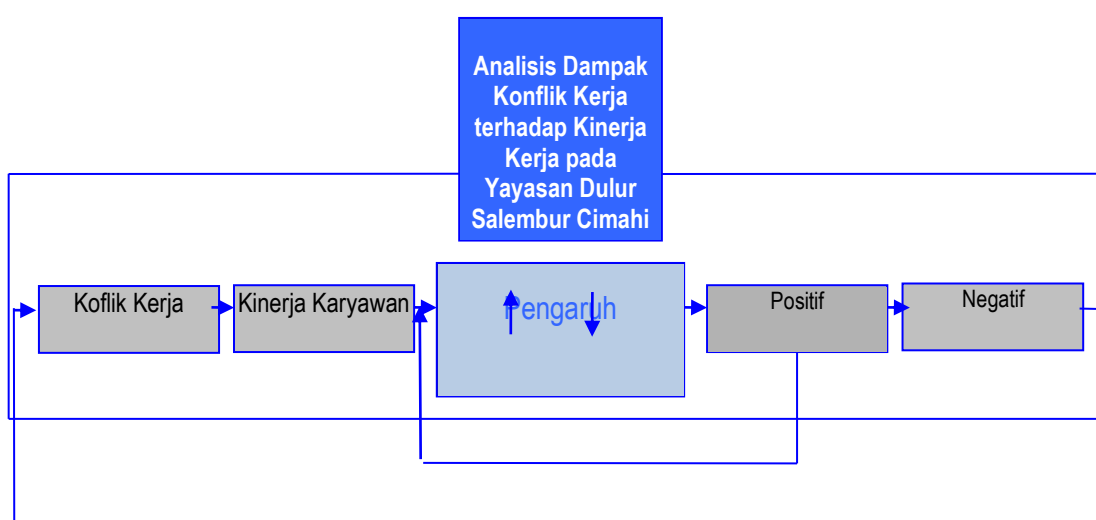 Analisis Dampak
Konflik Kerja
terhadap Kinerja
Kerja pada
Yayasan Dulur
Salembur Cimahi
Koflik Kerja
Kinerja Karyawan
Pengaruh
Positif
Negatif